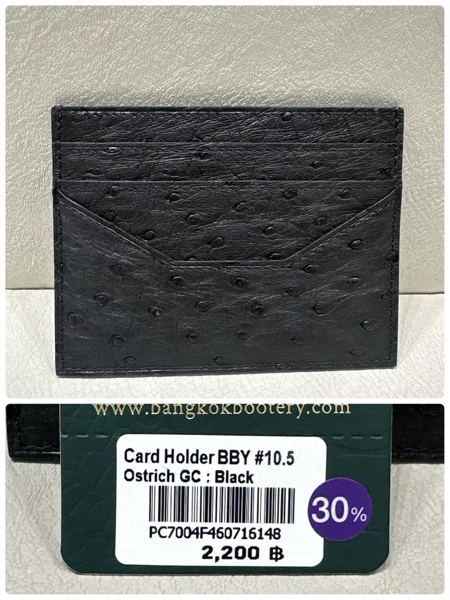 www.bangkokbootery.com
Card Holder BBY #10.5
Ostrich GC : Black
30%
PC7004F460716148
2,200 ฿